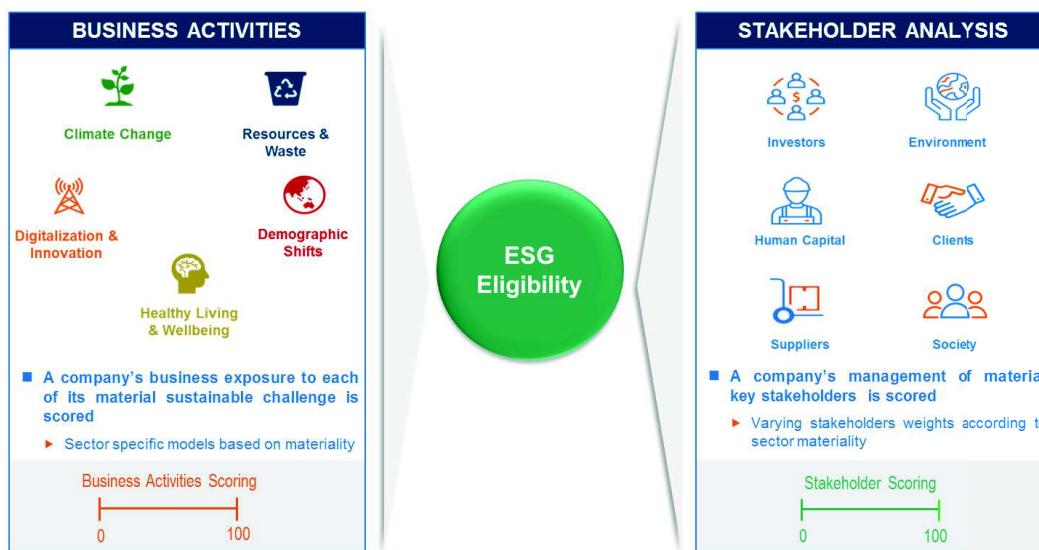 BUSINESS ACTIVITIES
Climate Change
Resources &
Waste
Digitalization &
Innovation
Demographic
Shifts
Healthy Living
& Wellbeing
A company's business exposure to each
of its material sustainable challenge is
scored
Sector specific models based on materiality
Business Activities Scoring
0
100
ESG
Eligibility
STAKEHOLDER ANALYSIS
$
Investors
Environment
Human Capital
Clients
Suppliers
Society
A company's management of materia
key stakeholders is scored
Varying stakeholders weights according t
sector materiality
Stakeholder Scoring
0
100